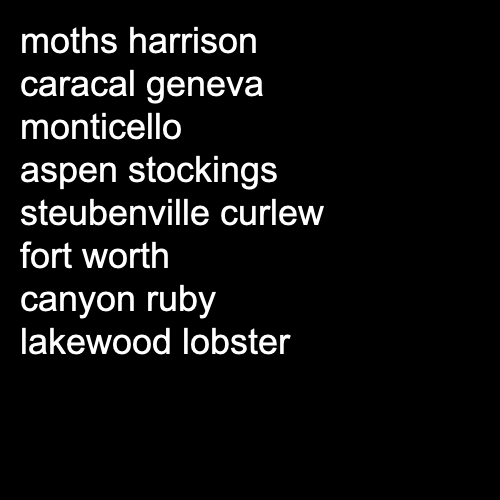 moths harrison
caracal geneva
monticello
aspen stockings
steubenville curlew
fort worth
canyon ruby
lakewood lobster